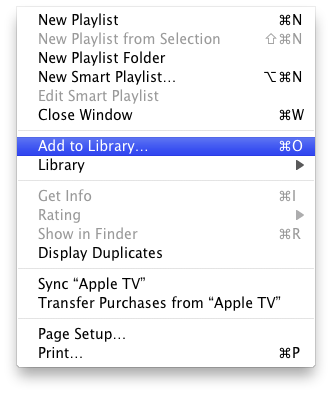 New Playlist ⌘N
New Playlist from Selection ⇧⌘N
New Playlist Folder
New Smart Playlist... ⌥⌘N
Edit Smart Playlist
Close Window ⌘W
Add to Library... ⌘O
Library ▶
Get Info ⌘I
Rating ▶
Show in Finder ⌘R
Display Duplicates
Sync “Apple TV”
Transfer Purchases from “Apple TV”
Page Setup...
Print... ⌘P